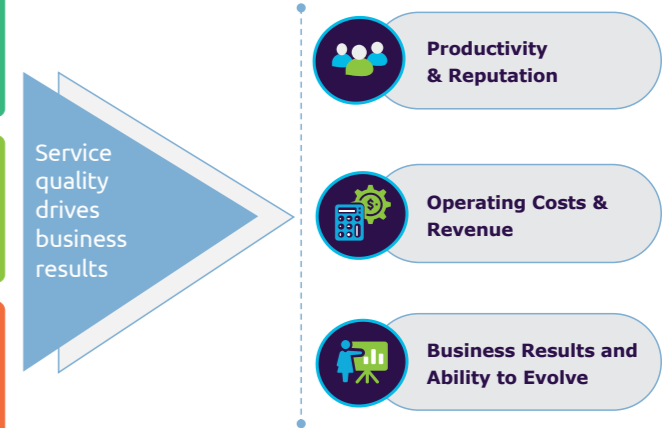 Service
quality
drives
business
results
Productivity
& Reputation
$
Operating Costs &
Revenue
Business Results and
Ability to Evolve